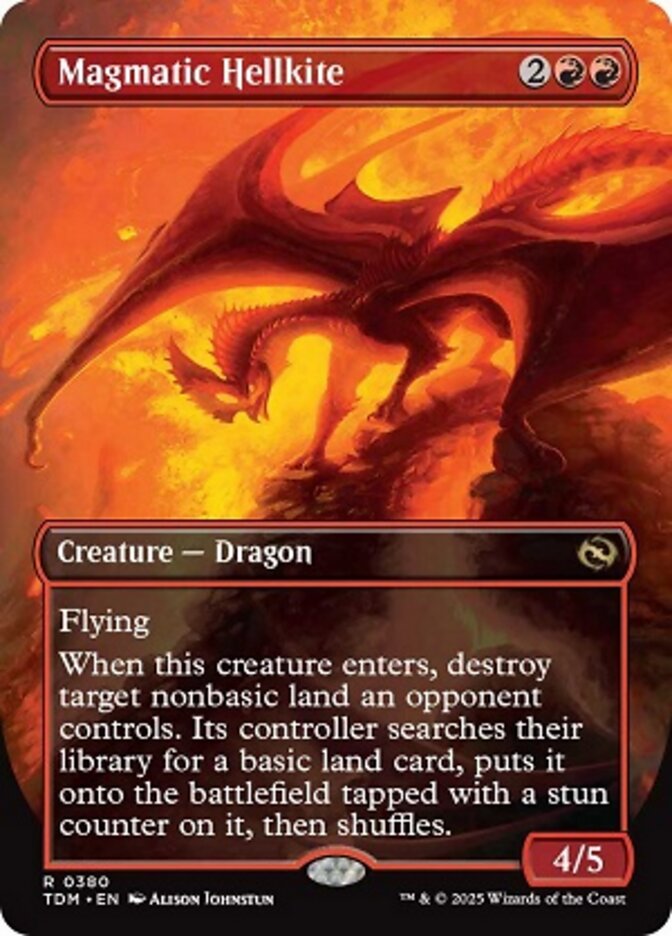 Magmatic Hellkite 2
Creature — Dragon
Flying
When this creature enters, destroy
target nonbasic land an opponent
controls. Its controller searches their
library for a basic land card, puts it
onto the battlefield tapped with a stun
counter on it, then shuffles.
4/5
R 0380
TDM • EN Alison Johnstun ™ & © 2025 Wizards of the Coast